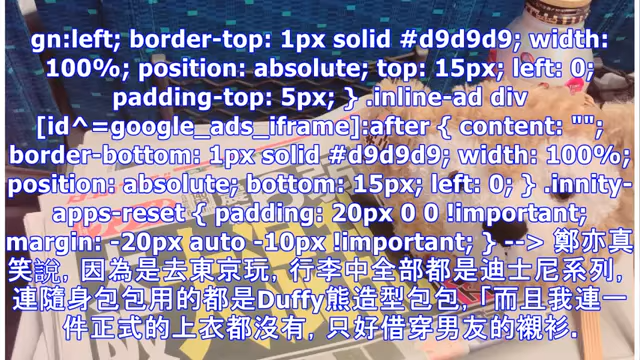 gn:left; border-top: 1px solid #d9d9d9; width:
100%; position: absolute; top: 15px; left: 0;
padding-top: 5px; } .inline-ad div
[id^=google_ads_iframe]:after { content: "";
border-bottom: 1px solid #d9d9d9; width: 100%;
position: absolute; bottom: 15px; left: 0; } .innity-
apps-reset { padding: 20px 0 0 !important;
margin: -20px auto -10px !important; } --> 鄭亦真
笑說, 因為是去東京玩, 行李中全部都是迪士尼系列,
連隨身包包用的都是Duffy熊造型包包, 「而且我連一
件正式的上衣都沒有, 只好借穿男友的襯衫.